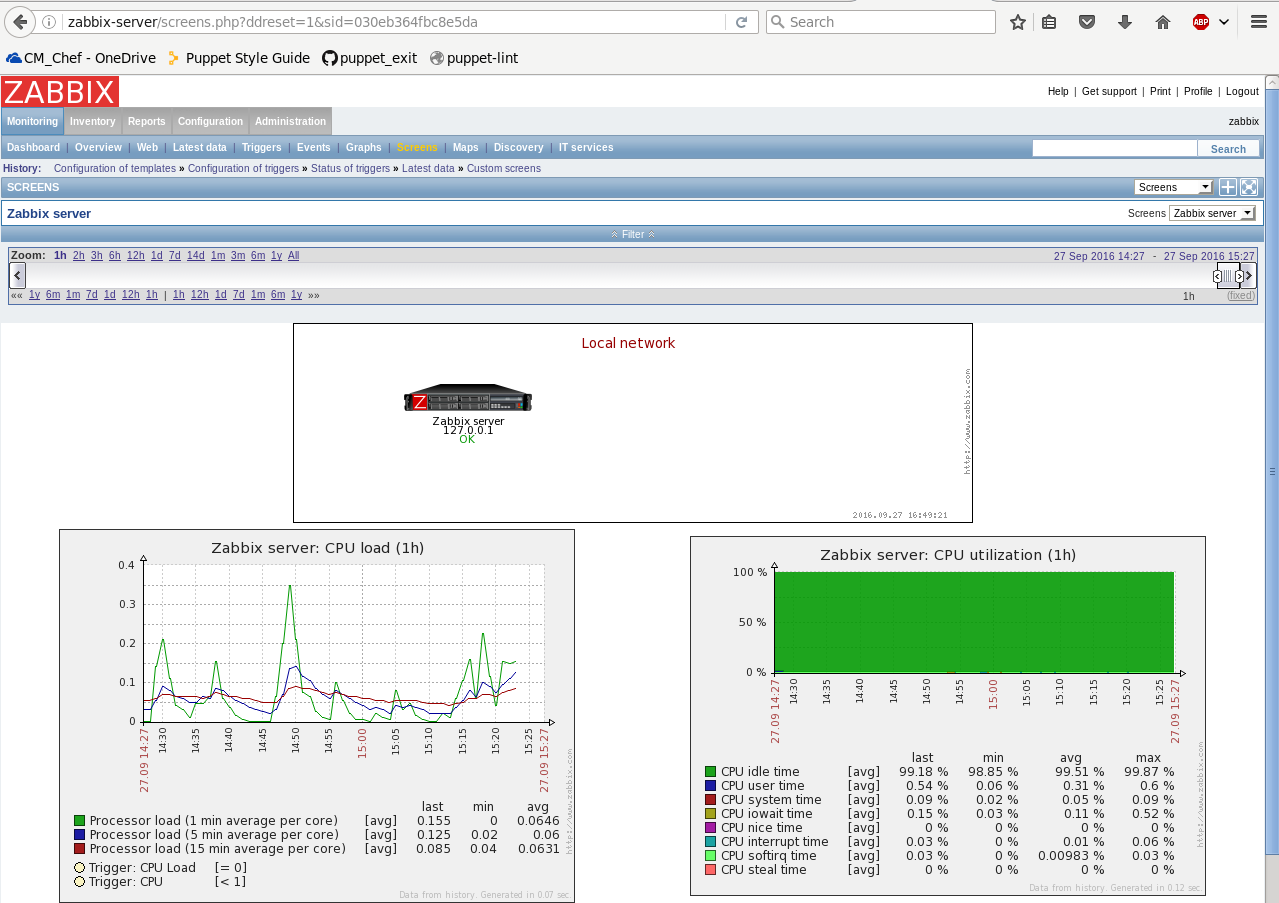 zabbix-server/screens.php?ddreset=1&sid=030eb364fbc8e5da
Search
ABP
CM_Chef - OneDrive Puppet Style Guide puppet_exit puppet-lint
ZABBIX
Help | Get support | Print | Profile | Logout
Monitoring Inventory Reports Configuration Administration zabbix
Dashboard | Overview | Web | Latest data | Triggers | Events | Graphs | Screens | Maps | Discovery | IT services Search
History: Configuration of templates » Configuration of triggers » Status of triggers » Latest data » Custom screens
SCREENS Screens
Zabbix server Screens Zabbix server
Filter
Zoom: 1h 2h 3h 6h 12h 1d 7d 14d 1m 3m 6m 1y All 27 Sep 2016 14:27 - 27 Sep 2016 15:27
«« 1y 6m 1m 7d 1d 12h 1h | 1h 12h 1d 7d 1m 6m 1y »» 1h (fixed)
Local network
Z
Zabbix server
127.0.0.1
OK
http://www.zabbix.com
2016.09.27 16:49:21
Zabbix server: CPU load (1h)
0.4
0.3
0.2
0.1
0
27.09 14:27 14:30 14:35 14:40 14:45 14:50 14:55 15:00 15:05 15:10 15:15 15:20 15:25 27.09 15:27
last min avg
Processor load (1 min average per core) [avg] 0.155 0 0.0646
Processor load (5 min average per core) [avg] 0.125 0.02 0.06
Processor load (15 min average per core) [avg] 0.085 0.04 0.0631
Trigger: CPU Load [= 0]
Trigger: CPU [< 1]
http://www.zabbix.com
Data from history. Generated in 0.07 sec.
Zabbix server: CPU utilization (1h)
100 %
50 %
0 %
27.09 14:27 14:30 14:35 14:40 14:45 14:50 14:55 15:00 15:05 15:10 15:15 15:20 15:25 27.09 15:27
last min avg max
CPU idle time [avg] 99.18 % 98.85 % 99.51 % 99.87 %
CPU user time [avg] 0.54 % 0.06 % 0.31 % 0.6 %
CPU system time [avg] 0.09 % 0.02 % 0.05 % 0.09 %
CPU iowait time [avg] 0.15 % 0.03 % 0.11 % 0.52 %
CPU nice time [avg] 0 % 0 % 0 % 0 %
CPU interrupt time [avg] 0.03 % 0 % 0.01 % 0.06 %
CPU softirq time [avg] 0.03 % 0 % 0.00983 % 0.03 %
CPU steal time [avg] 0 % 0 % 0 % 0 %
http://www.zabbix.com
Data from history. Generated in 0.12 sec.